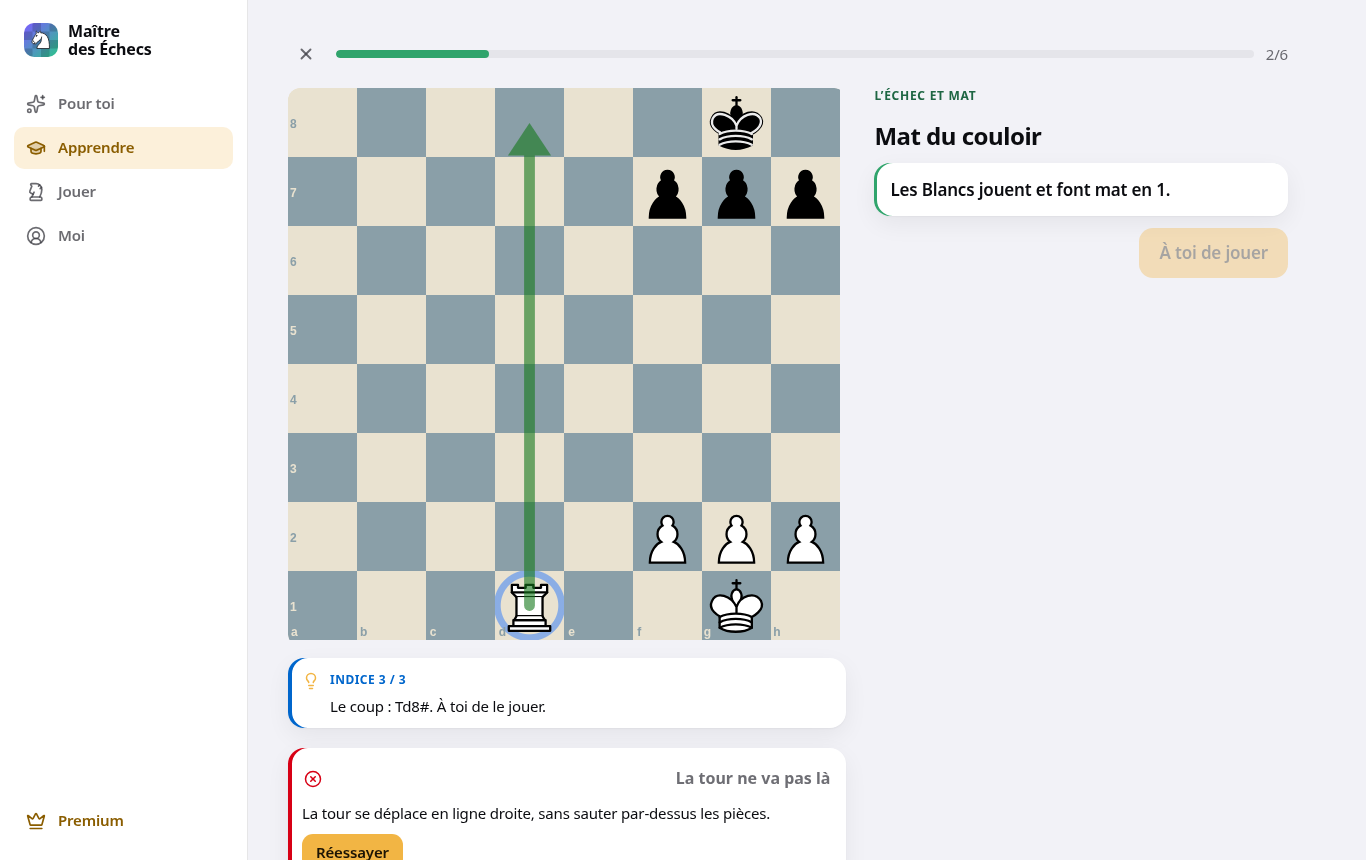 Maître
des Échecs
Pour toi
Apprendre
Jouer
Moi
Premium
2/6
8
7
6
5
4
3
2
1
a b c d e f g h
INDICE 3 / 3
Le coup : Td8#. À toi de le jouer.
La tour ne va pas là
La tour se déplace en ligne droite, sans sauter par-dessus les pièces.
Réessayer
L’ÉCHEC ET MAT
Mat du couloir
Les Blancs jouent et font mat en 1.
À toi de jouer